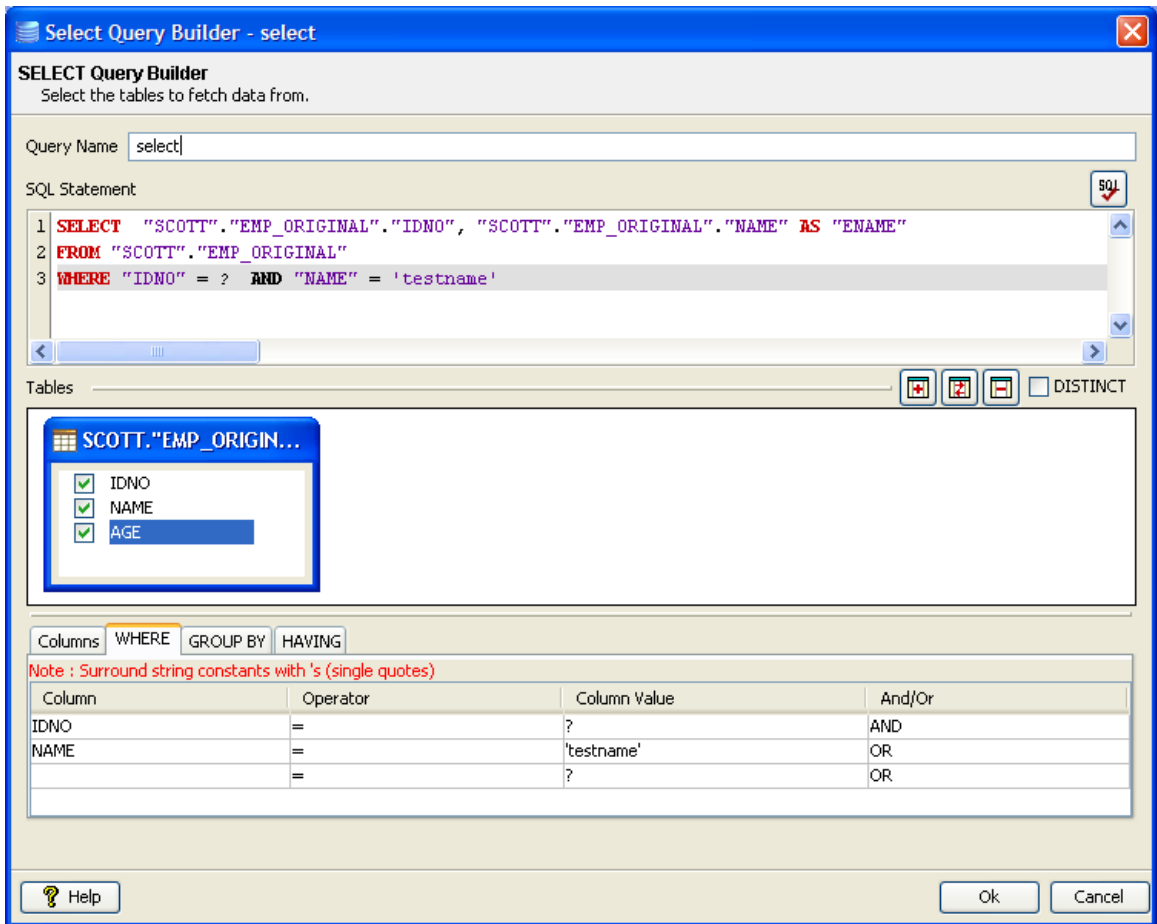 Select Query Builder - select
SELECT Query Builder
Select the tables to fetch data from.
Query Name select
SQL Statement
SQL
1 SELECT  "SCOTT"."EMP_ORIGINAL"."IDNO", "SCOTT"."EMP_ORIGINAL"."NAME" AS "ENAME"
2 FROM "SCOTT"."EMP_ORIGINAL"
3 WHERE "IDNO" = ?  AND "NAME" = 'testname'
Tables DISTINCT
SCOTT."EMP_ORIGIN...
IDNO
NAME
AGE
Columns WHERE GROUP BY HAVING
Note : Surround string constants with 's (single quotes)
Column Operator Column Value And/Or
IDNO = ? AND
NAME = 'testname' OR
= ? OR
Help Ok Cancel